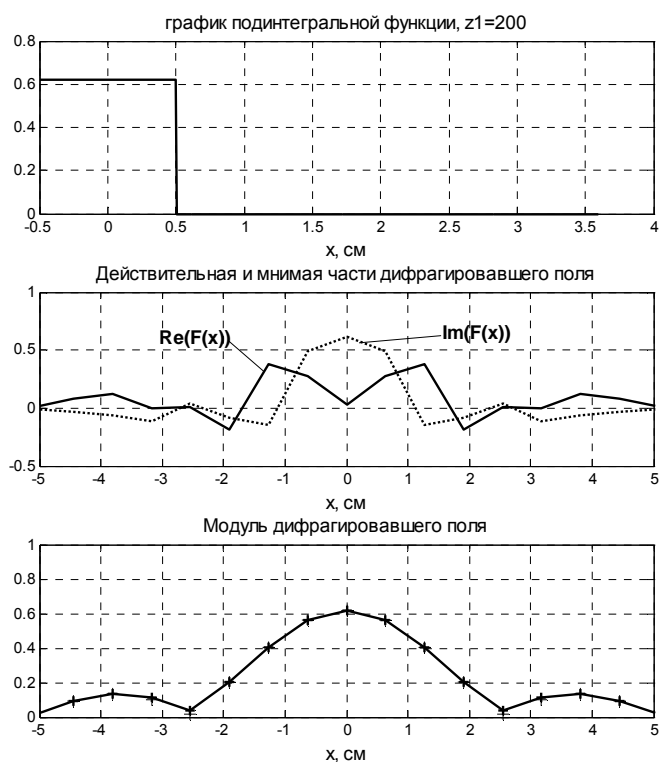 график подинтегральной функции, z1=200
0.8
0.6
0.4
0.2
0
-0.5 0 0.5 1 1.5 2 2.5 3 3.5 4
x, см
Действительная и мнимая части дифрагировавшего поля
1
0.5
0
-0.5
Re(F(x))
Im(F(x))
-5 -4 -3 -2 -1 0 1 2 3 4 5
x, см
Модуль дифрагировавшего поля
1
0.8
0.6
0.4
0.2
0
-5 -4 -3 -2 -1 0 1 2 3 4 5
x, см